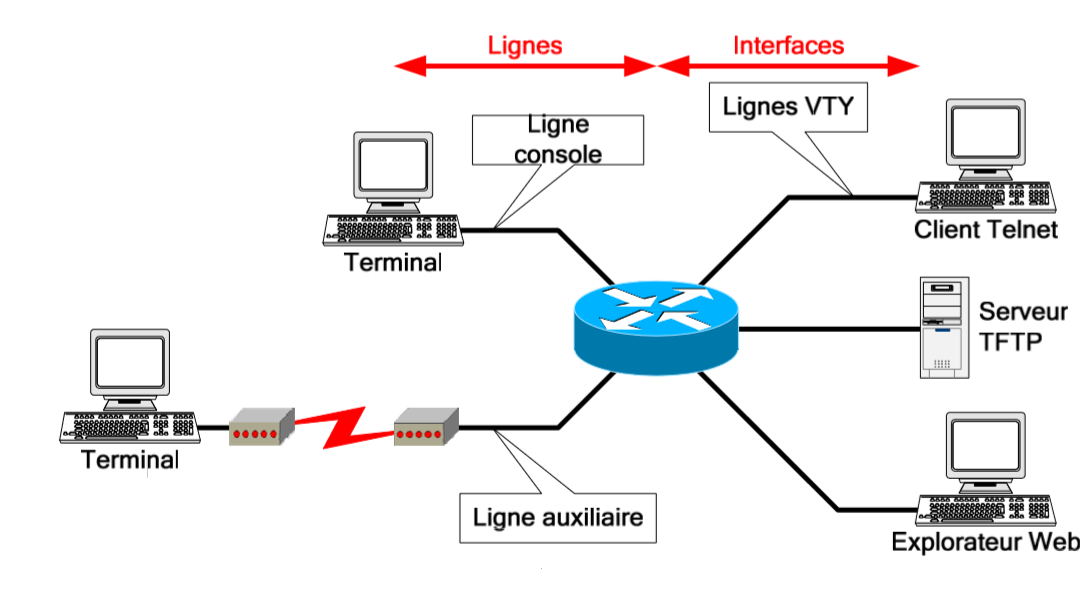 Lignes
Interfaces
Lignes VTY
Ligne
console
Client Telnet
Terminal
Serveur
TFTP
Terminal
Ligne auxiliaire
Explorateur Web